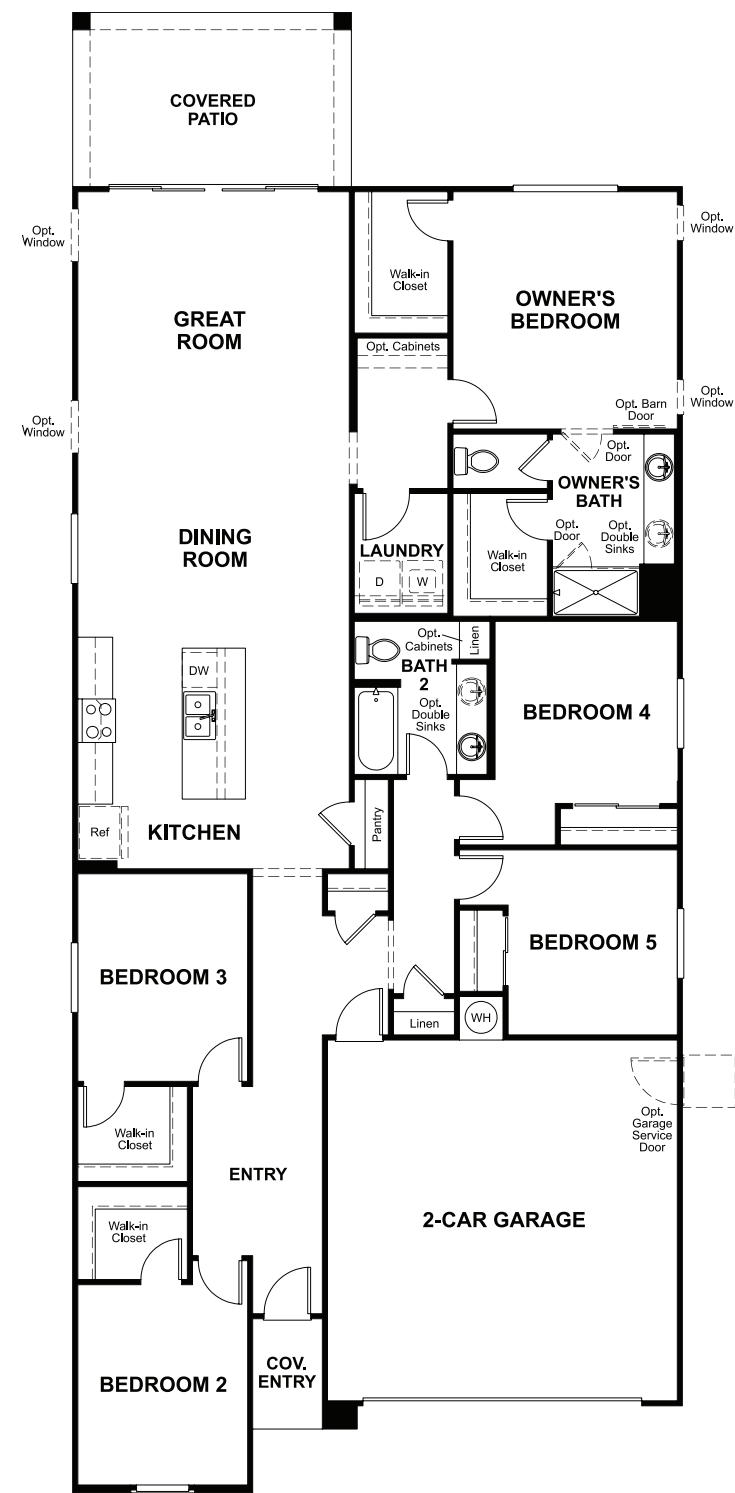 COVERED
PATIO
Opt.
Window
Opt.
Window
Walk-in
Closet
OWNER'S
BEDROOM
GREAT
ROOM
Opt. Cabinets
Opt.
Window
Opt. Barn
Door
Opt.
Window
Opt.
Door
OWNER'S
BATH
DINING
ROOM
LAUNDRY
D
W
Walk-in
Closet
Opt.
Door
Opt.
Double
Sinks
Opt.
Cabinets
Linen
BATH
2
Opt.
Double
Sinks
DW
BEDROOM 4
Ref
KITCHEN
Pantry
BEDROOM 3
BEDROOM 5
Linen
WH
Walk-in
Closet
Opt.
Garage
Service
Door
ENTRY
Walk-in
Closet
2-CAR GARAGE
COV.
ENTRY
BEDROOM 2